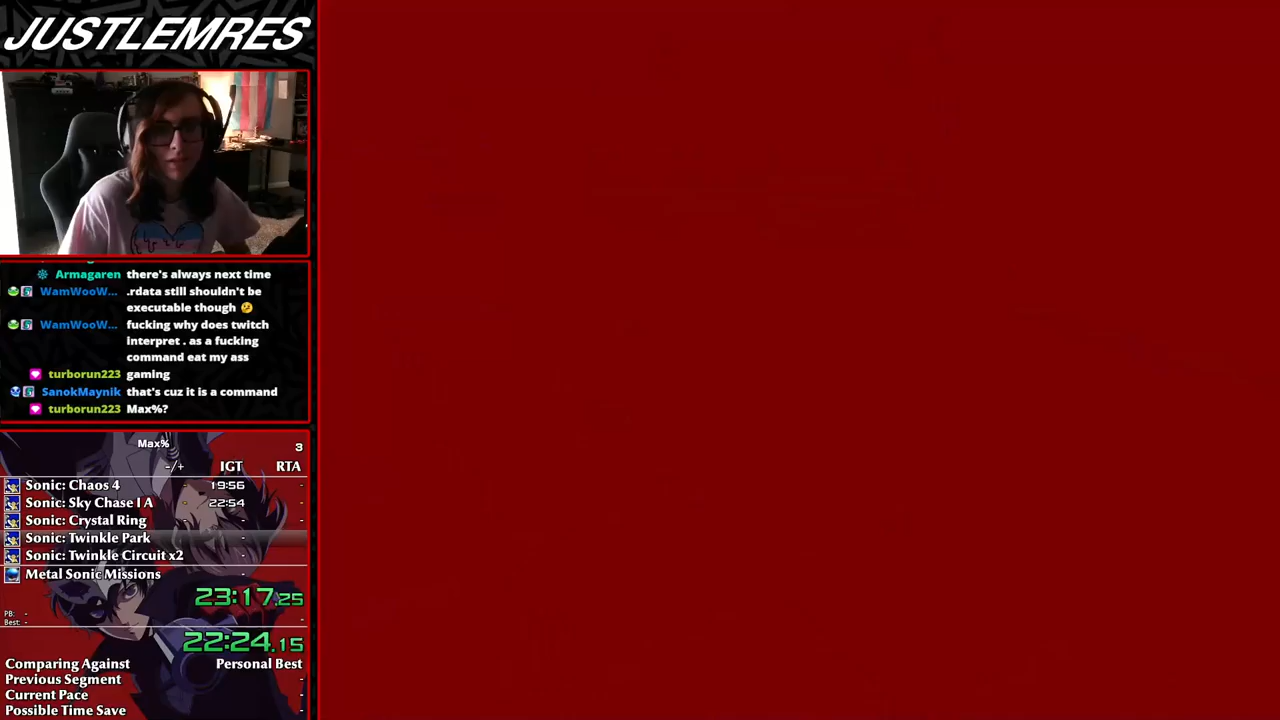 JUSTLEMRES
Armagaren there's always next time
WamWooW... .rdata still shouldn't be
executable though
WamWooW... fucking why does twitch
interpret . as a fucking
command eat my ass
turborun223 gaming
SanokMaynik that's cuz it is a command
turborun223 Max%?
Max% 3
-/+ IGT RTA
Sonic: Chaos 4 - 19:56 -
Sonic: Sky Chase I A - 22:54 -
Sonic: Crystal Ring - -
Sonic: Twinkle Park - -
Sonic: Twinkle Circuit x2 - -
Metal Sonic Missions - -
23:17.25
PB: -
Best: - -
22:24.15
Comparing Against Personal Best
Previous Segment -
Current Pace -
Possible Time Save -